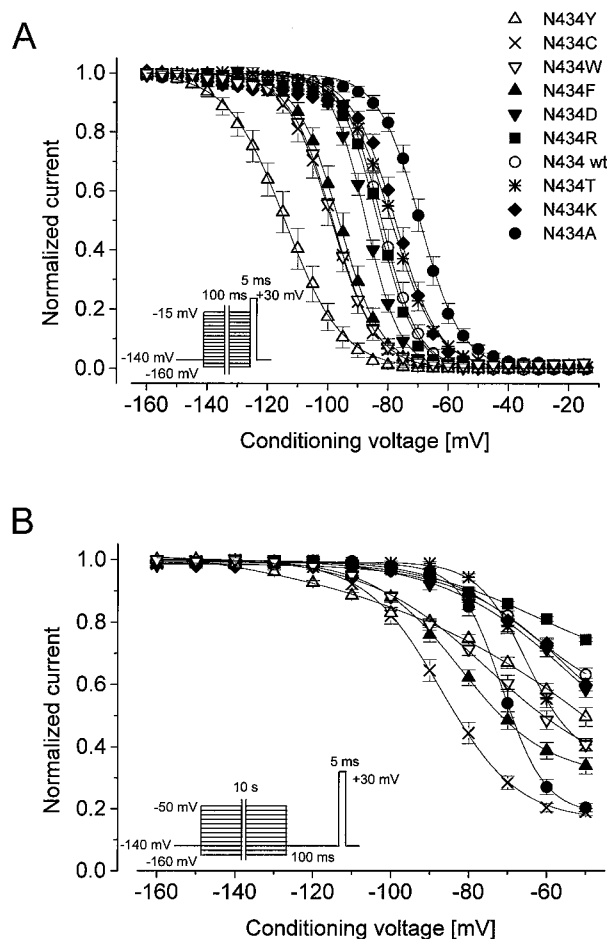 A
N434Y
N434C
N434W
N434F
N434D
N434R
N434 wt
N434T
N434K
N434A
Normalized current
1.0
0.8
0.6
0.4
0.2
0.0
5 ms
100 ms
+30 mV
-15 mV
-140 mV
-160 mV
-160 -140 -120 -100 -80 -60 -40 -20
Conditioning voltage [mV]
B
Normalized current
1.0
0.8
0.6
0.4
0.2
0.0
5 ms
10 s
+30 mV
-50 mV
-140 mV
-160 mV
100 ms
-160 -140 -120 -100 -80 -60
Conditioning voltage [mV]